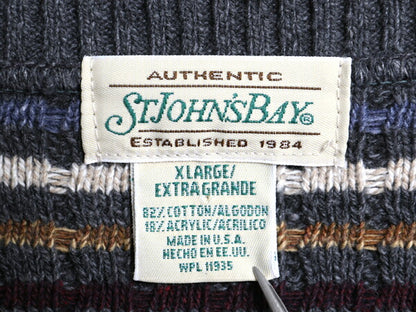 AUTHENTIC
ST JOHN'S BAY®
ESTABLISHED 1984
XLARGE/
EXTRAGRANDE
82% COTTON/ALGODON
18% ACRYLIC/ACRILICO
MADE IN U.S.A.
HECHO EN EE.UU.
WPL 11935